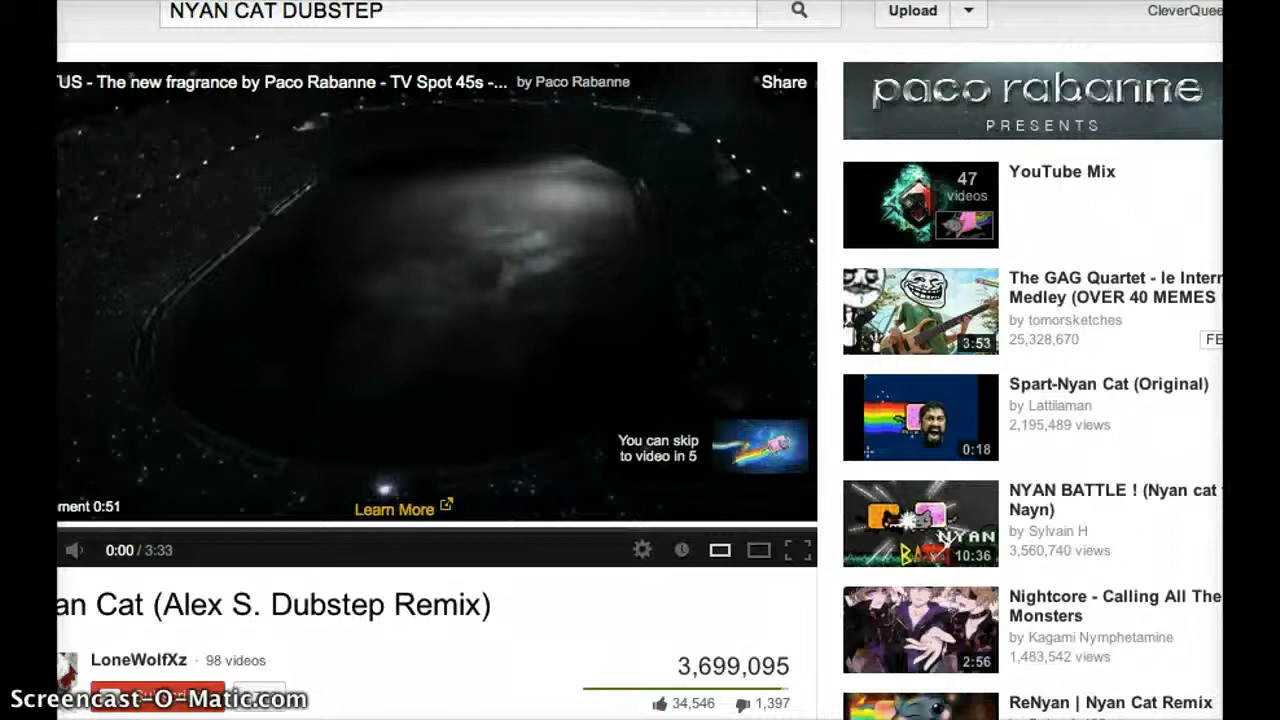 NYAN CAT DUBSTEP
Upload
CleverQuee
US - The new fragrance by Paco Rabanne - TV Spot 45s -...
by Paco Rabanne
Share
You can skip
to video in 5
ment 0:51
Learn More
0:00 / 3:33
an Cat (Alex S. Dubstep Remix)
LoneWolfXz · 98 videos
3,699,095
34,546
1,397
paco rabanne
PRESENTS
47
videos
YouTube Mix
The GAG Quartet - le Intern
Medley (OVER 40 MEMES
by tomorsketches
25,328,670
FE
3:53
Spart-Nyan Cat (Original)
by Lattilaman
2,195,489 views
0:18
NYAN BATTLE ! (Nyan cat
Nayn)
by Sylvain H
3,560,740 views
NYAN
10:36
Nightcore - Calling All The
Monsters
by Kagami Nymphetamine
1,483,542 views
2:56
ReNyan | Nyan Cat Remix
Screencast-O-Matic.com